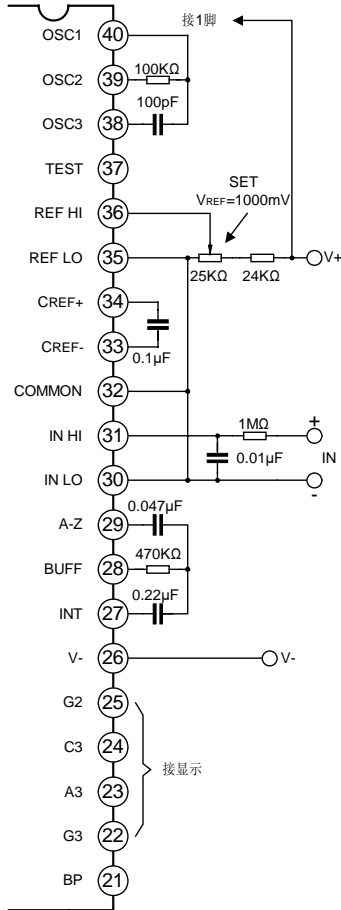 接1脚
OSC1 40
OSC2 39 100KΩ
100pF
OSC3 38
TEST 37
SET
VREF=1000mV
REF HI 36
REF LO 35 V+
25KΩ 24KΩ
CREF+ 34
CREF- 33 0.1μF
COMMON 32
1MΩ +
IN HI 31
0.01μF IN
IN LO 30 -
0.047μF
A-Z 29
470KΩ
BUFF 28
0.22μF
INT 27
V- 26 V-
G2 25
C3 24
接显示
A3 23
G3 22
BP 21